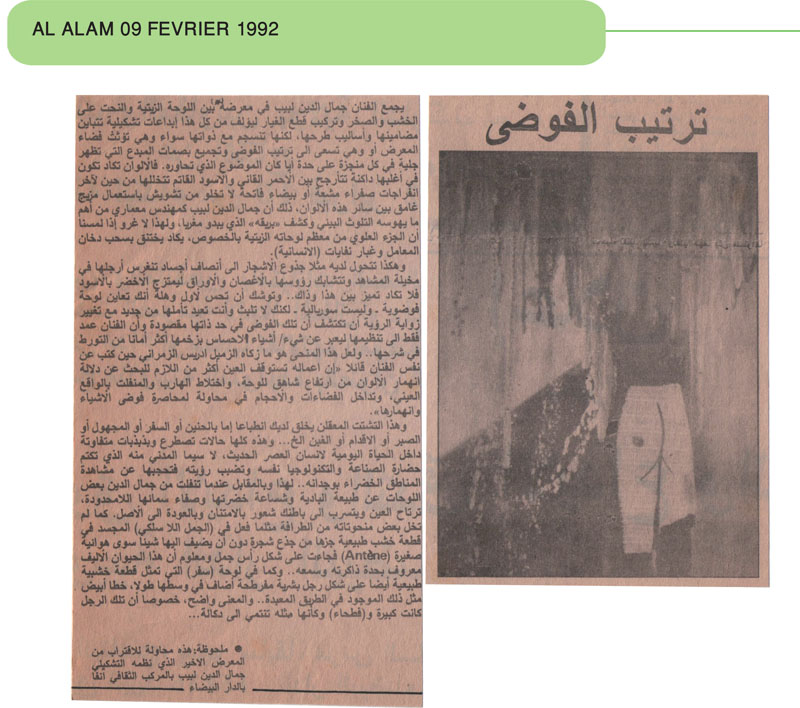 AL ALAM 09 FEVRIER 1992
ترتيب الفوضى
يجمع الفنان جمال الدين لبيب في معرضه بين اللوحة الزيتية والنحت على
الخشب والصخر وتركيب قطع الغيار ليؤلف من كل هذا إبداعات تشكيلية تتباين
مضامينها وأساليب طرحها، لكنها تنسجم مع ذواتها سواء وهي تؤثث فضاء
المعرض أو وهي تسعى الى ترتيب الفوضى وتجميع بصمات المبدع التي تظهر
جلية في كل منجزة على حدة أيا كان الموضوع الذي تحاوره. فالألوان تكاد تكون
في أغلبها داكنة تتأرجح بين الأحمر القاني والأسود القاتم تتخللها من حين لآخر
انفراجات صفراء مشعة أو بيضاء فاتحة لا تخلو من تشويش باستعمال مزيج
غامق بين سائر هذه الألوان، ذلك أن جمال الدين لبيب كمهندس معماري من أهم
ما يهوسه التلوث البيئي وكشف «بريقه» الذي يبدو مغريا، ولهذا لا غرو إذا لمسنا
أن الجزء العلوي من معظم لوحاته الزيتية بالخصوص، يكاد يختنق بسحب دخان
المعامل وغبار نفايات (الانسانية).
وهكذا تتحول لديه مثلا جذوع الاشجار الى أنصاف أجساد تنغرس أرجلها في
مخيلة المشاهد وتتشابك رؤوسها بالأغصان والأوراق ليمتزج الأخضر بالأسود
فلا تكاد تميز بين هذا وذاك.. وتوشك أن تحس لأول وهلة أنك تعاين لوحة
فوضوية ـ وليست سوريالية ـ لكنك لا تلبث وأنت تعيد تأملها من جديد مع تغيير
زواية الرؤية أن تكتشف أن تلك الفوضى في حد ذاتها مقصودة وأن الفنان عمد
فقط الى تنظيمها ليعبر عن شيء/ أشياء الاحساس بزخمها أكثر أمانا من التورط
في شرحها.. ولعل هذا المنحى هو ما زكاه الزميل ادريس الزمراني حين كتب عن
نفس الفنان قائلا «إن اعماله تستوقف العين أكثر من اللازم للبحث عن دلالة
انهمار الألوان من ارتفاع شاهق للوحة، واختلاط الهارب والمنفلت بالواقع
العيني، وتداخل الفضاءات والأحجام في محاولة لمحاصرة فوضى الأشياء
وانهمارها».
وهذا التشتت المعقلن يخلق لديك انطباعا إما بالحنين أو السفر أو المجهول أو
الصبر أو الاقدام أو الغبن الخ... وهذه كلها حالات تصطرع وبذبذبات متفاوتة
داخل الحياة اليومية لانسان العصر الحديث، لا سيما المدني منه الذي تكتم
حضارة الصناعة والتكنولوجيا نفسه وتضبب رؤيته فتحجبها عن مشاهدة
المناطق الخضراء بوجدانه.. لهذا وبالمقابل عندما تنفلت من جمال الدين بعض
اللوحات عن طبيعة البادية وشساعة خضرتها وصفاء سمائها اللامحدودة،
ترتاح العين ويتسرب الى باطنك شعور بالامتنان وبالعودة الى الأصل. كما لم
تخل بعض منحوتاته من الطرافة مثلما فعل في (الجمل اللا سلكي) المجسد في
قطعة خشب طبيعية جزها من جذع شجرة دون أن يضيف اليها شيئا سوى هوائية
صغيرة (Antène) فجاءت على شكل رأس جمل ومعلوم أن هذا الحيوان الأليف
معروف بحدة ذاكرته وسمعه.. وكما في لوحة (سفر) التي تمثل قطعة خشبية
طبيعية أيضا على شكل رجل بشرية مفرطحة أضاف في وسطها طولا، خطا أبيض
مثل ذلك الموجود في الطريق المعبدة.. والمعنى واضح، خصوصا أن تلك الرجل
كانت كبيرة و(فطحاء) وكأنها مثله تنتمي الى دكالة...
● ملحوظة: هذه محاولة للاقتراب من
المعرض الاخير الذي نظمه التشكيلي
جمال الدين لبيب بالمركب الثقافي آنفا
بالدار البيضاء